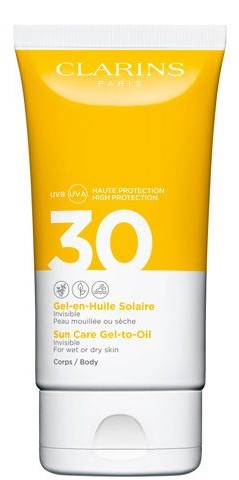 CLARINS
PARIS
UVB UVA HAUTE PROTECTION
HIGH PROTECTION
30
Gel-en-Huile Solaire
Invisible
Peau mouillée ou sèche
Sun Care Gel-to-Oil
Invisible
For wet or dry skin
Corps / Body